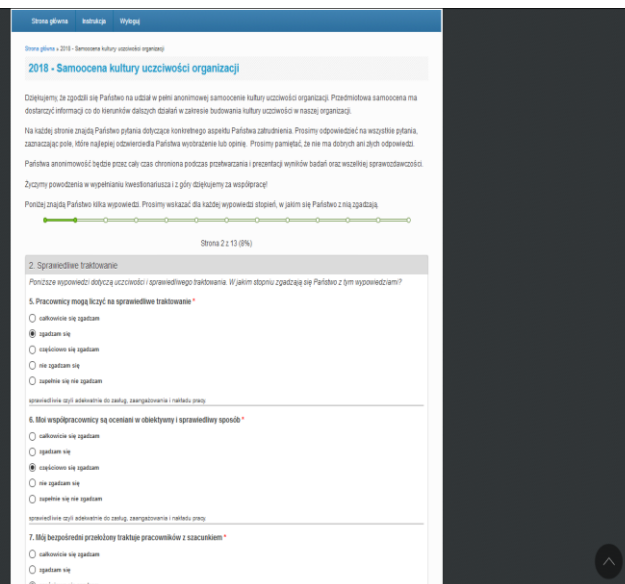 Strona główna Instrukcja Wyloguj
Strona główna » 2018 - Samoocena kultury uczciwości organizacji
2018 - Samoocena kultury uczciwości organizacji
Dziękujemy, że zgodzili się Państwo na udział w pełni anonimowej samoocenie kultury uczciwości organizacji. Przedmiotowa samoocena ma
dostarczyć informacji co do kierunków dalszych działań w zakresie budowania kultury uczciwości w naszej organizacji.
Na każdej stronie znajdą Państwo pytania dotyczące konkretnego aspektu Państwa zatrudnienia. Prosimy odpowiedzieć na wszystkie pytania,
zaznaczając pole, które najlepiej odzwierciedla Państwa wyobrażenie lub opinię. Prosimy pamiętać, że nie ma dobrych ani złych odpowiedzi.
Państwa anonimowość będzie przez cały czas chroniona podczas przetwarzania i prezentacji wyników badań oraz wszelkiej sprawozdawczości.
Życzymy powodzenia w wypełnianiu kwestionariusza i z góry dziękujemy za współpracę!
Poniżej znajdą Państwo kilka wypowiedzi. Prosimy wskazać dla każdej wypowiedzi stopień, w jakim się Państwo z nią zgadzają.
Strona 2 z 13 (8%)
2. Sprawiedliwe traktowanie
Poniższe wypowiedzi dotyczą uczciwości i sprawiedliwego traktowania. W jakim stopniu zgadzają się Państwo z tym wypowiedziami?
5. Pracownicy mogą liczyć na sprawiedliwe traktowanie *
całkowicie się zgadzam
zgadzam się
częściowo się zgadzam
nie zgadzam się
zupełnie się nie zgadzam
sprawiedliwie czyli adekwatnie do zasług, zaangażowania i nakładu pracy
6. Moi współpracownicy są oceniani w obiektywny i sprawiedliwy sposób *
całkowicie się zgadzam
zgadzam się
częściowo się zgadzam
nie zgadzam się
zupełnie się nie zgadzam
sprawiedliwie czyli adekwatnie do zasług, zaangażowania i nakładu pracy
7. Mój bezpośredni przełożony traktuje pracowników z szacunkiem *
całkowicie się zgadzam
zgadzam się